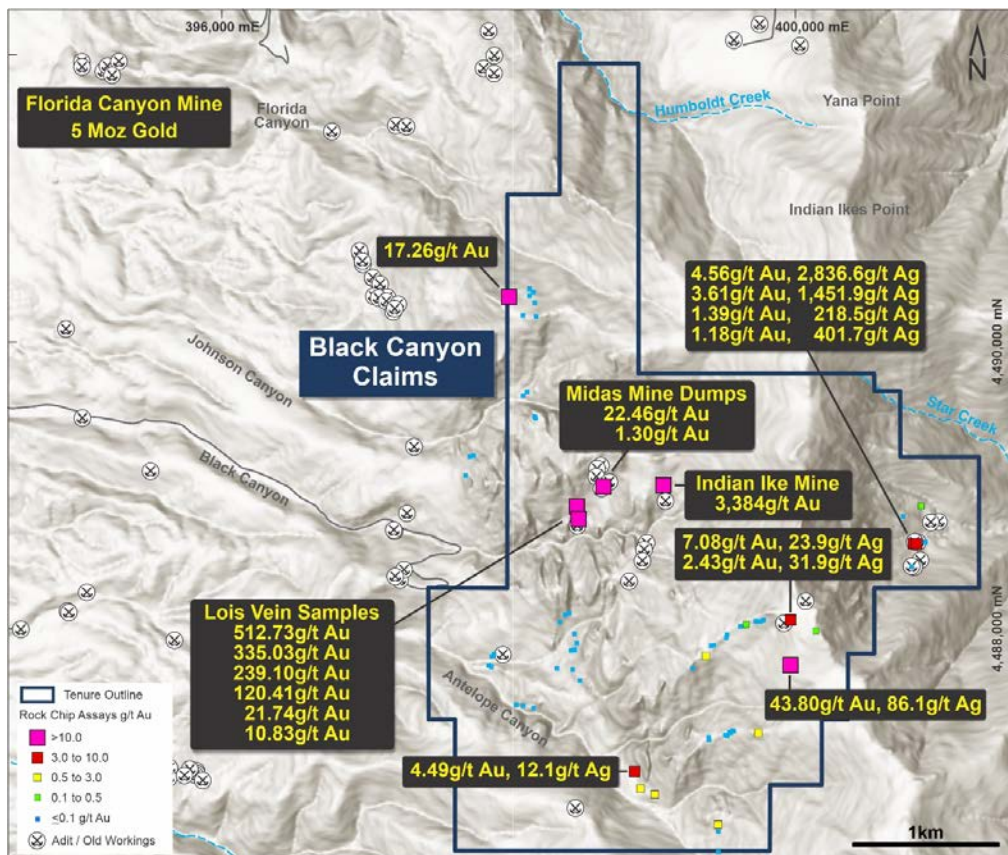 396,000 mE
400,000 mE
N
Florida Canyon Mine
5 Moz Gold
Florida
Canyon
Humboldt Creek
Yana Point
Indian Ikes Point
17.26g/t Au
4.56g/t Au, 2,836.6g/t Ag
3.61g/t Au, 1,451.9g/t Ag
1.39g/t Au, 218.5g/t Ag
1.18g/t Au, 401.7g/t Ag
4,490,000 mN
Black Canyon
Claims
Johnson Canyon
Midas Mine Dumps
22.46g/t Au
1.30g/t Au
Star Creek
Black Canyon
Indian Ike Mine
3,384g/t Au
7.08g/t Au, 23.9g/t Ag
2.43g/t Au, 31.9g/t Ag
Lois Vein Samples
512.73g/t Au
335.03g/t Au
239.10g/t Au
120.41g/t Au
21.74g/t Au
10.83g/t Au
4,488,000 mN
Antelope Canyon
43.80g/t Au, 86.1g/t Ag
4.49g/t Au, 12.1g/t Ag
Tenure Outline
Rock Chip Assays g/t Au
>10.0
3.0 to 10.0
0.5 to 3.0
0.1 to 0.5
≤0.1 g/t Au
Adit / Old Workings
1km